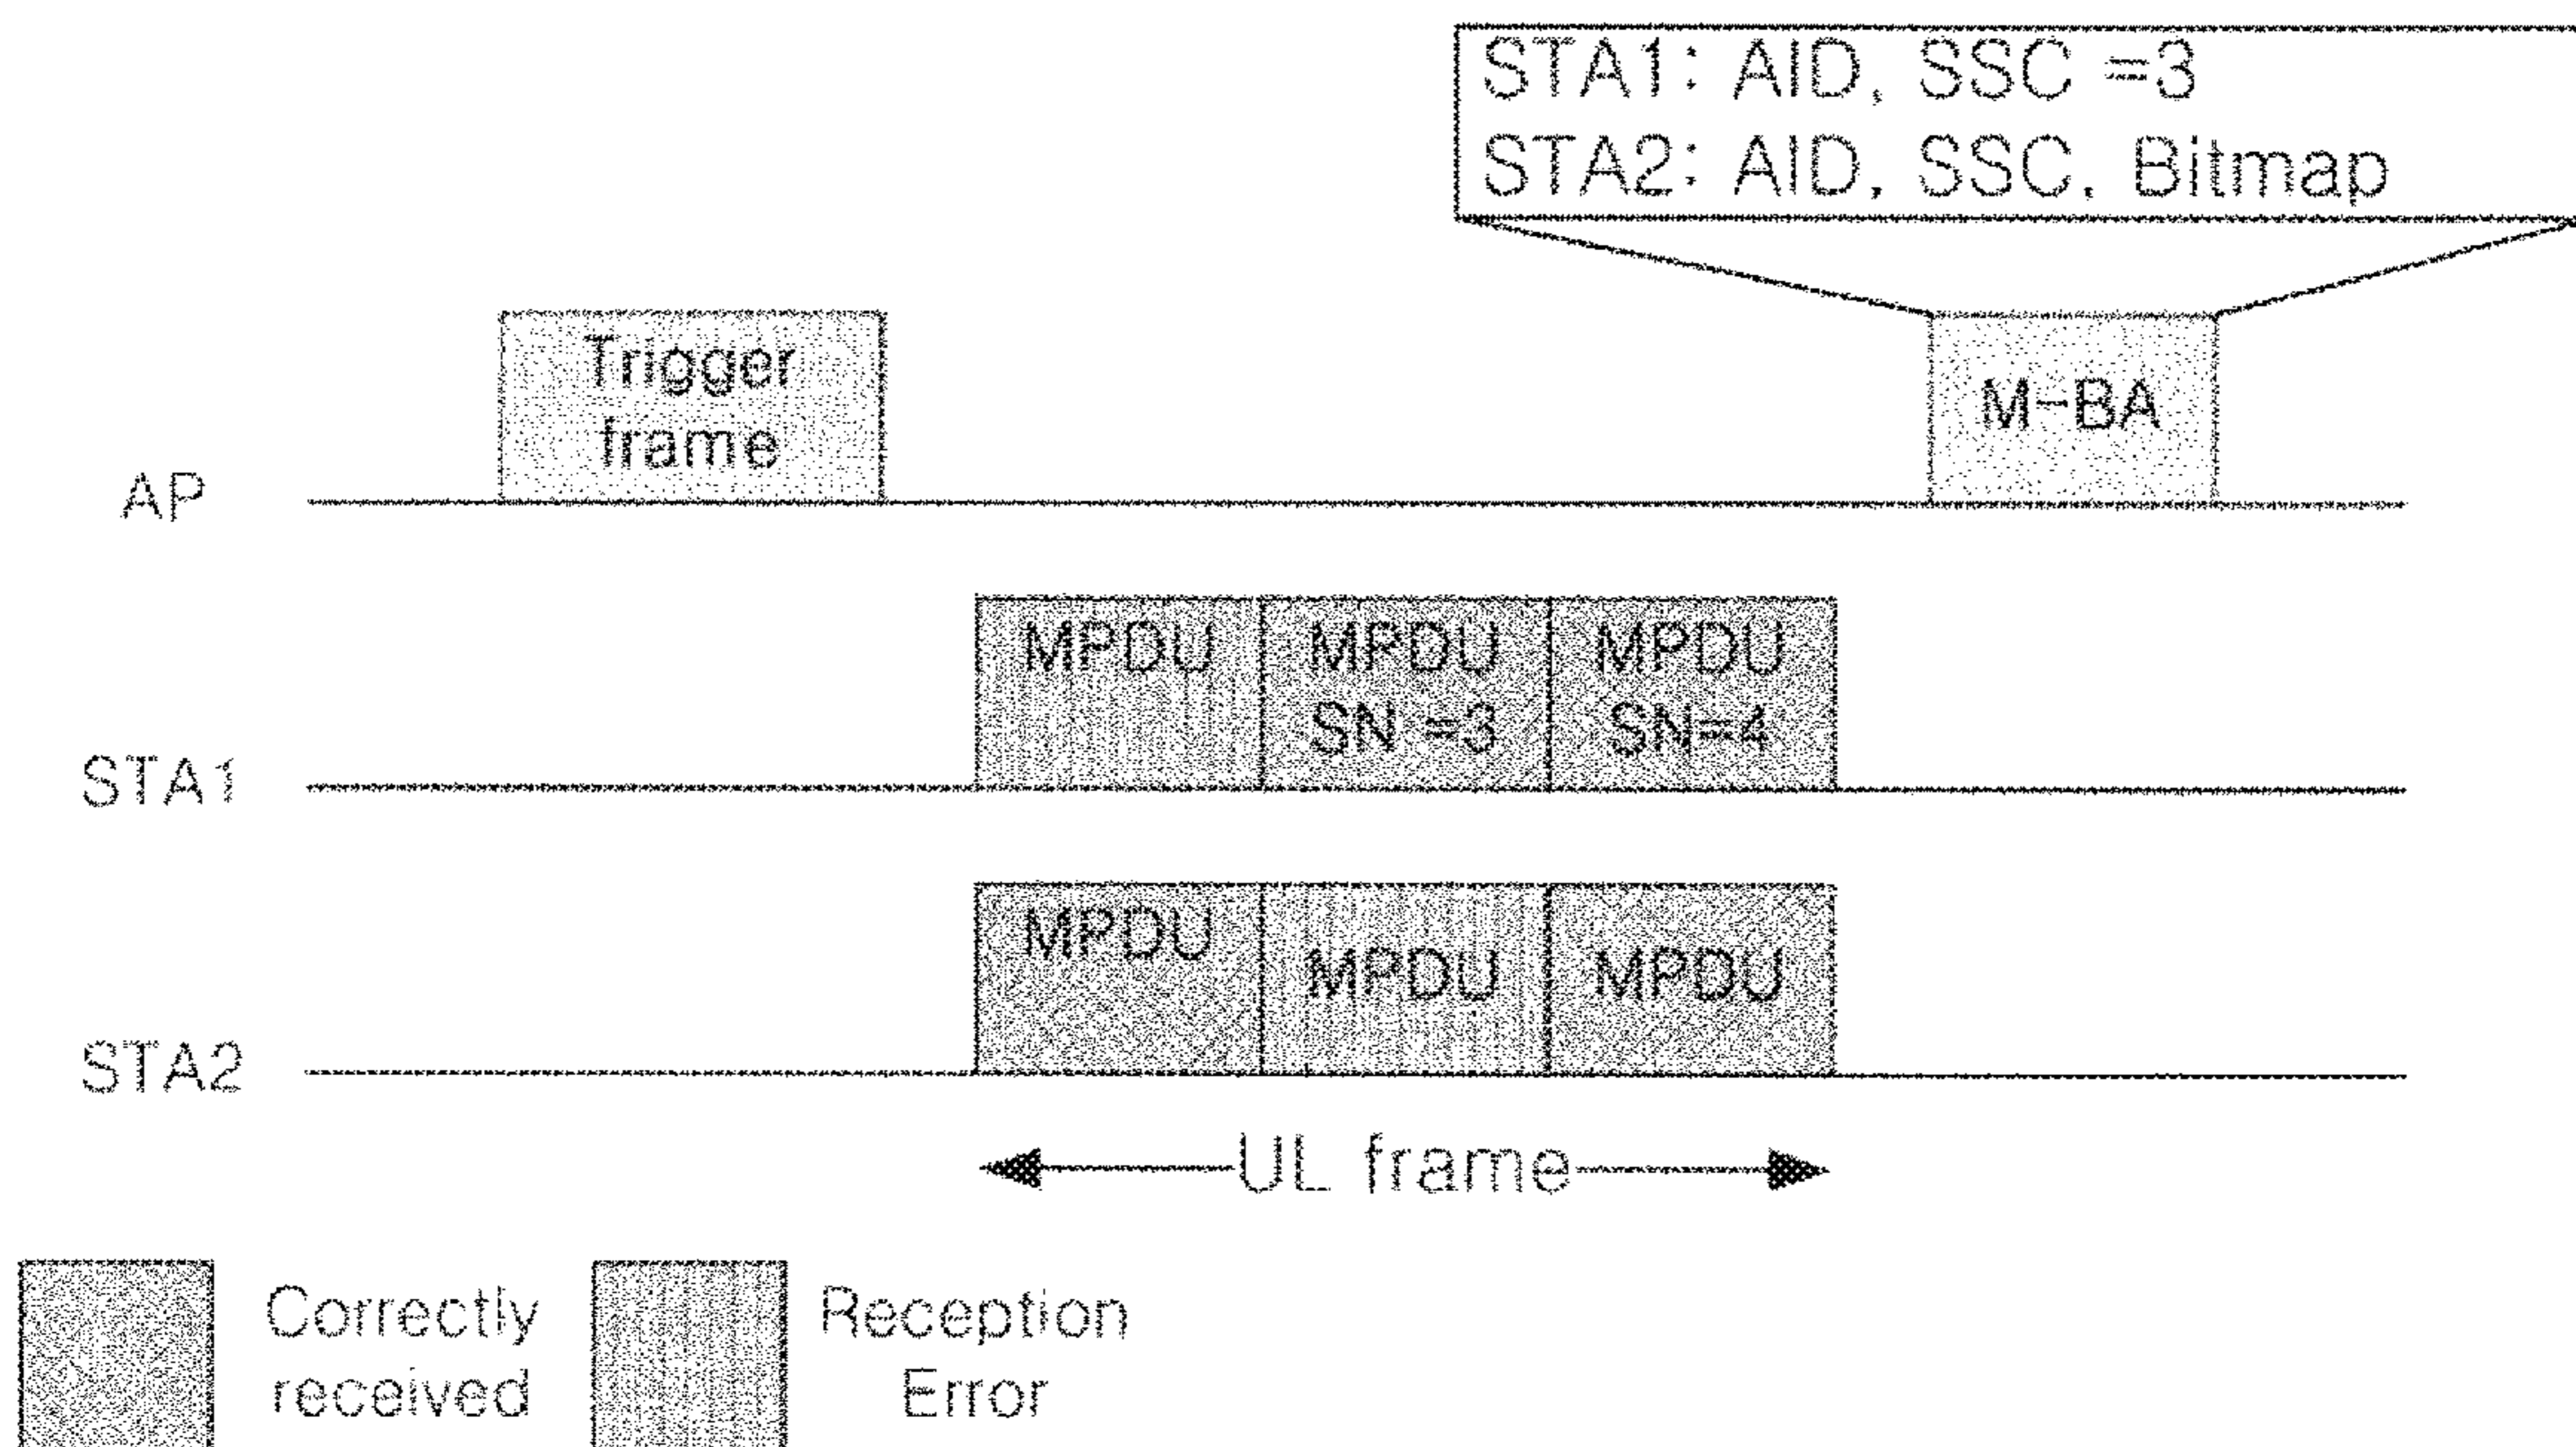 STA1: AID, SSC =3
STA2: AID, SSC, Bitmap
Trigger
frame
M-BA
AP
MPDU
MPDU
SN =3
MPDU
SN=4
STA1
MPDU
MPDU
MPDU
STA2
UL frame
Correctly
received
Reception
Error